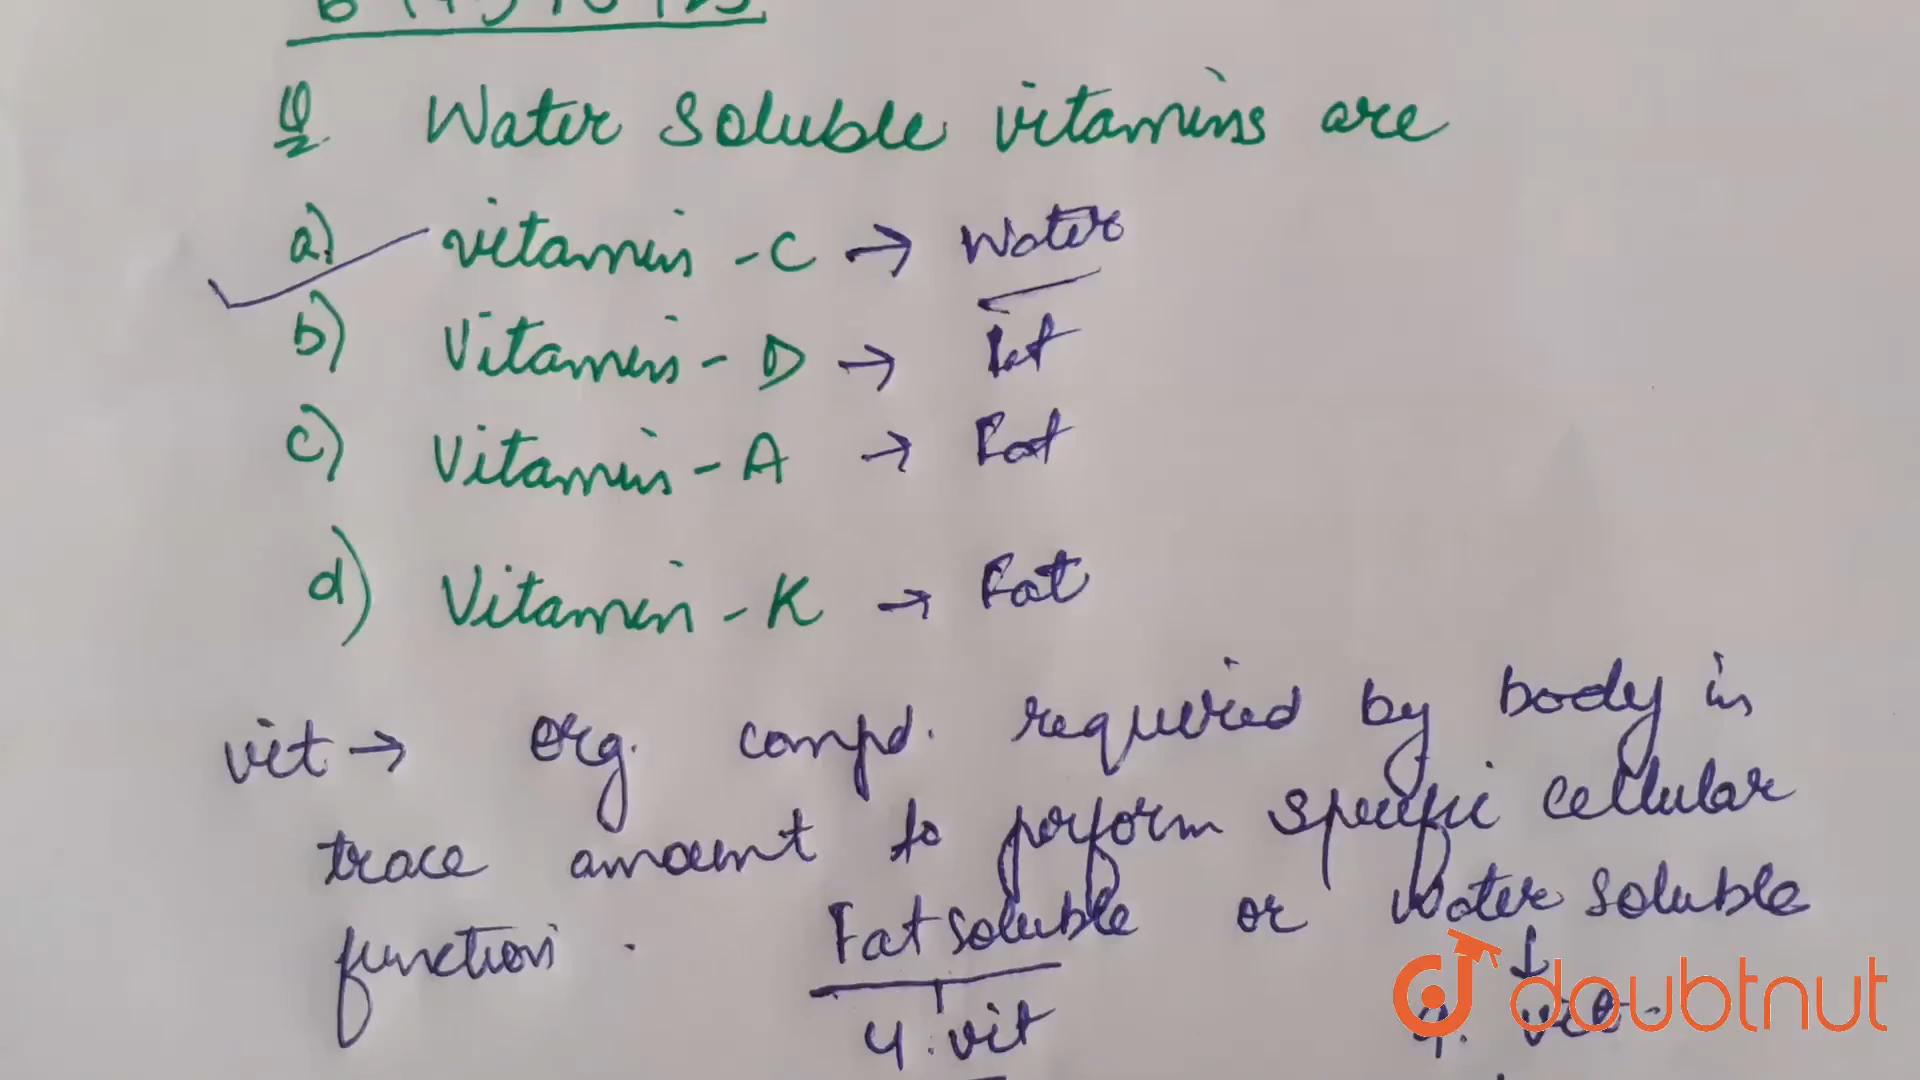 Q Water soluble vitamins are
a) vitamin - C → Water
b) Vitamin - D → Fat
c) Vitamin - A → Fat
d) Vitamin - K → Fat
vit → org. compd. required by body in
trace amount to perform specific cellular
function. Fat soluble or Water soluble
↓
4. vit
doubtnut